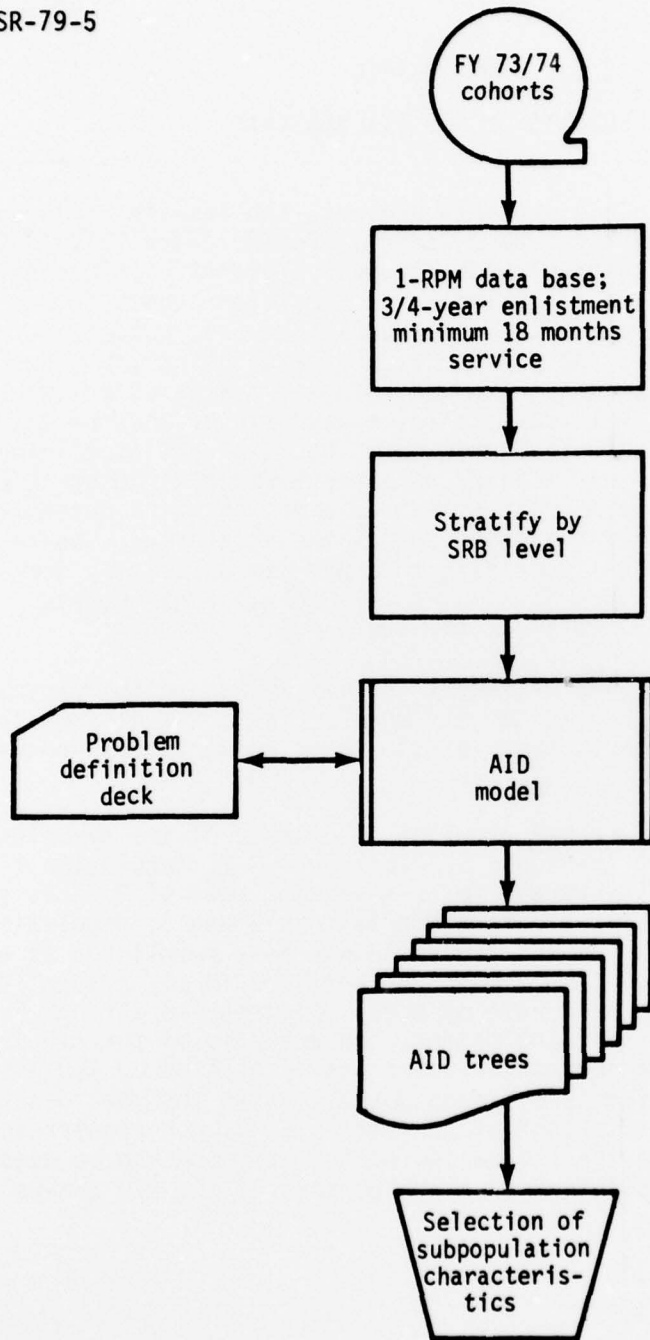 SR-79-5
FY 73/74
cohorts
1-RPM data base;
3/4-year enlistment
minimum 18 months
service
Stratify by
SRB level
Problem
definition
deck
AID
model
AID trees
Selection of
subpopulation
characteris-
tics